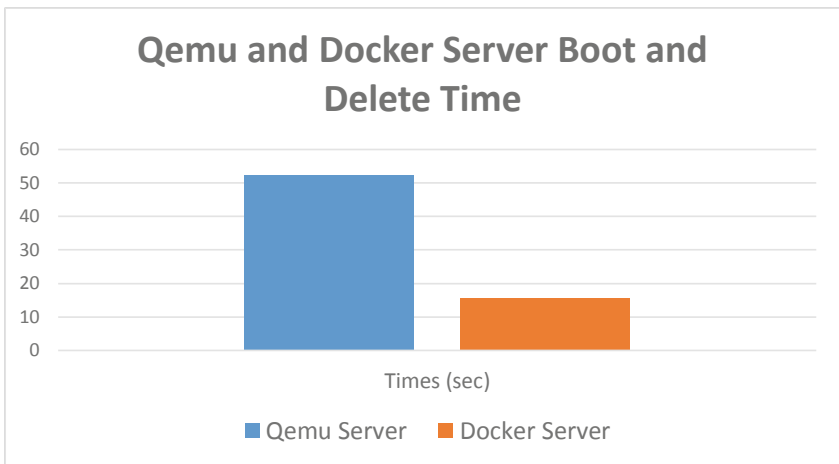 Qemu and Docker Server Boot and
Delete Time
60
50
40
30
20
10
0
Times (sec)
Qemu Server Docker Server